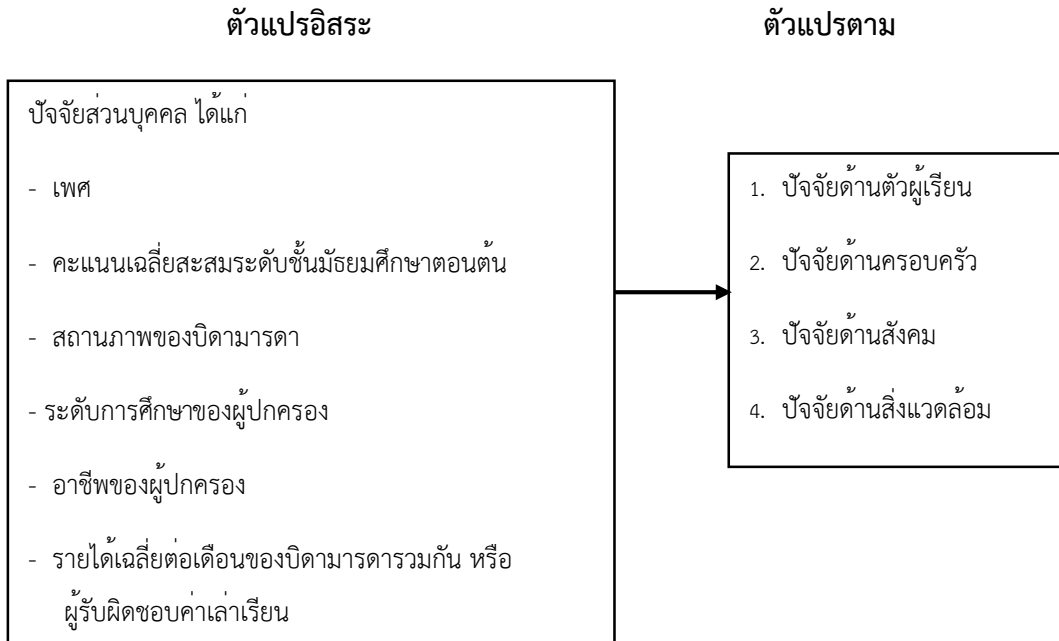 ตัวแปรอิสระ
ตัวแปรตาม
ปัจจัยส่วนบุคคล ได้แก่
- เพศ
- คะแนนเฉลี่ยสะสมระดับชั้นมัธยมศึกษาตอนต้น
- สถานภาพของบิดามารดา
- ระดับการศึกษาของผู้ปกครอง
- อาชีพของผู้ปกครอง
- รายได้เฉลี่ยต่อเดือนของบิดามารดารวมกัน หรือ
ผู้รับผิดชอบค่าเล่าเรียน
1. ปัจจัยด้านตัวผู้เรียน
2. ปัจจัยด้านครอบครัว
3. ปัจจัยด้านสังคม
4. ปัจจัยด้านสิ่งแวดล้อม